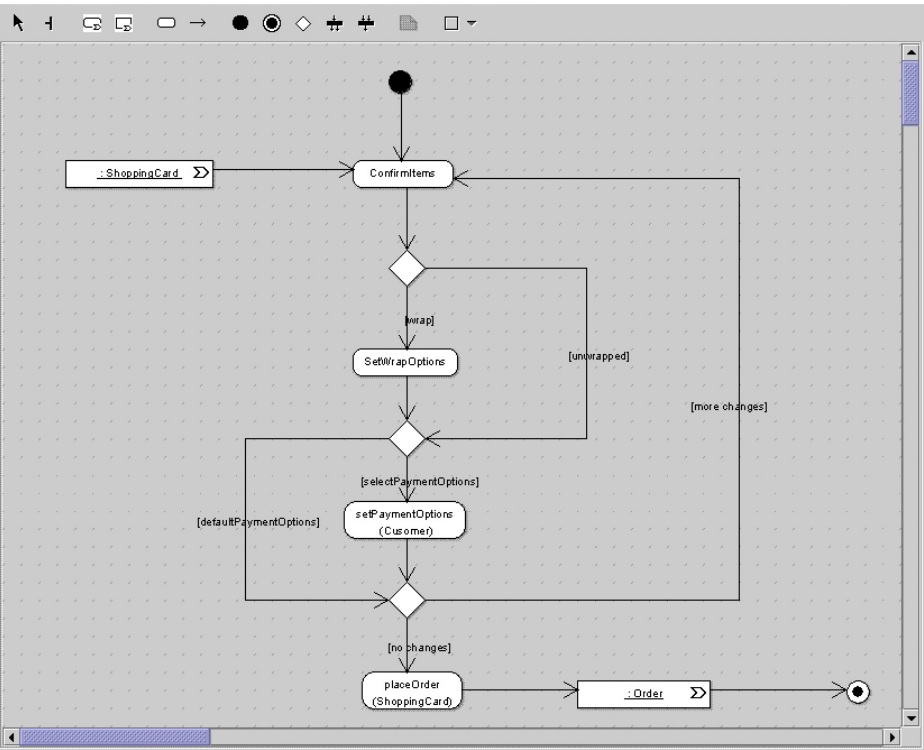 : ShoppingCard
ConfirmItems
[wrap]
SetWrapOptions
[unwrapped]
[more changes]
[selectPaymentOptions]
setPaymentOptions
(Cusomer)
[defaultPaymentOptions]
[no changes]
placeOrder
(ShoppingCard)
: Order